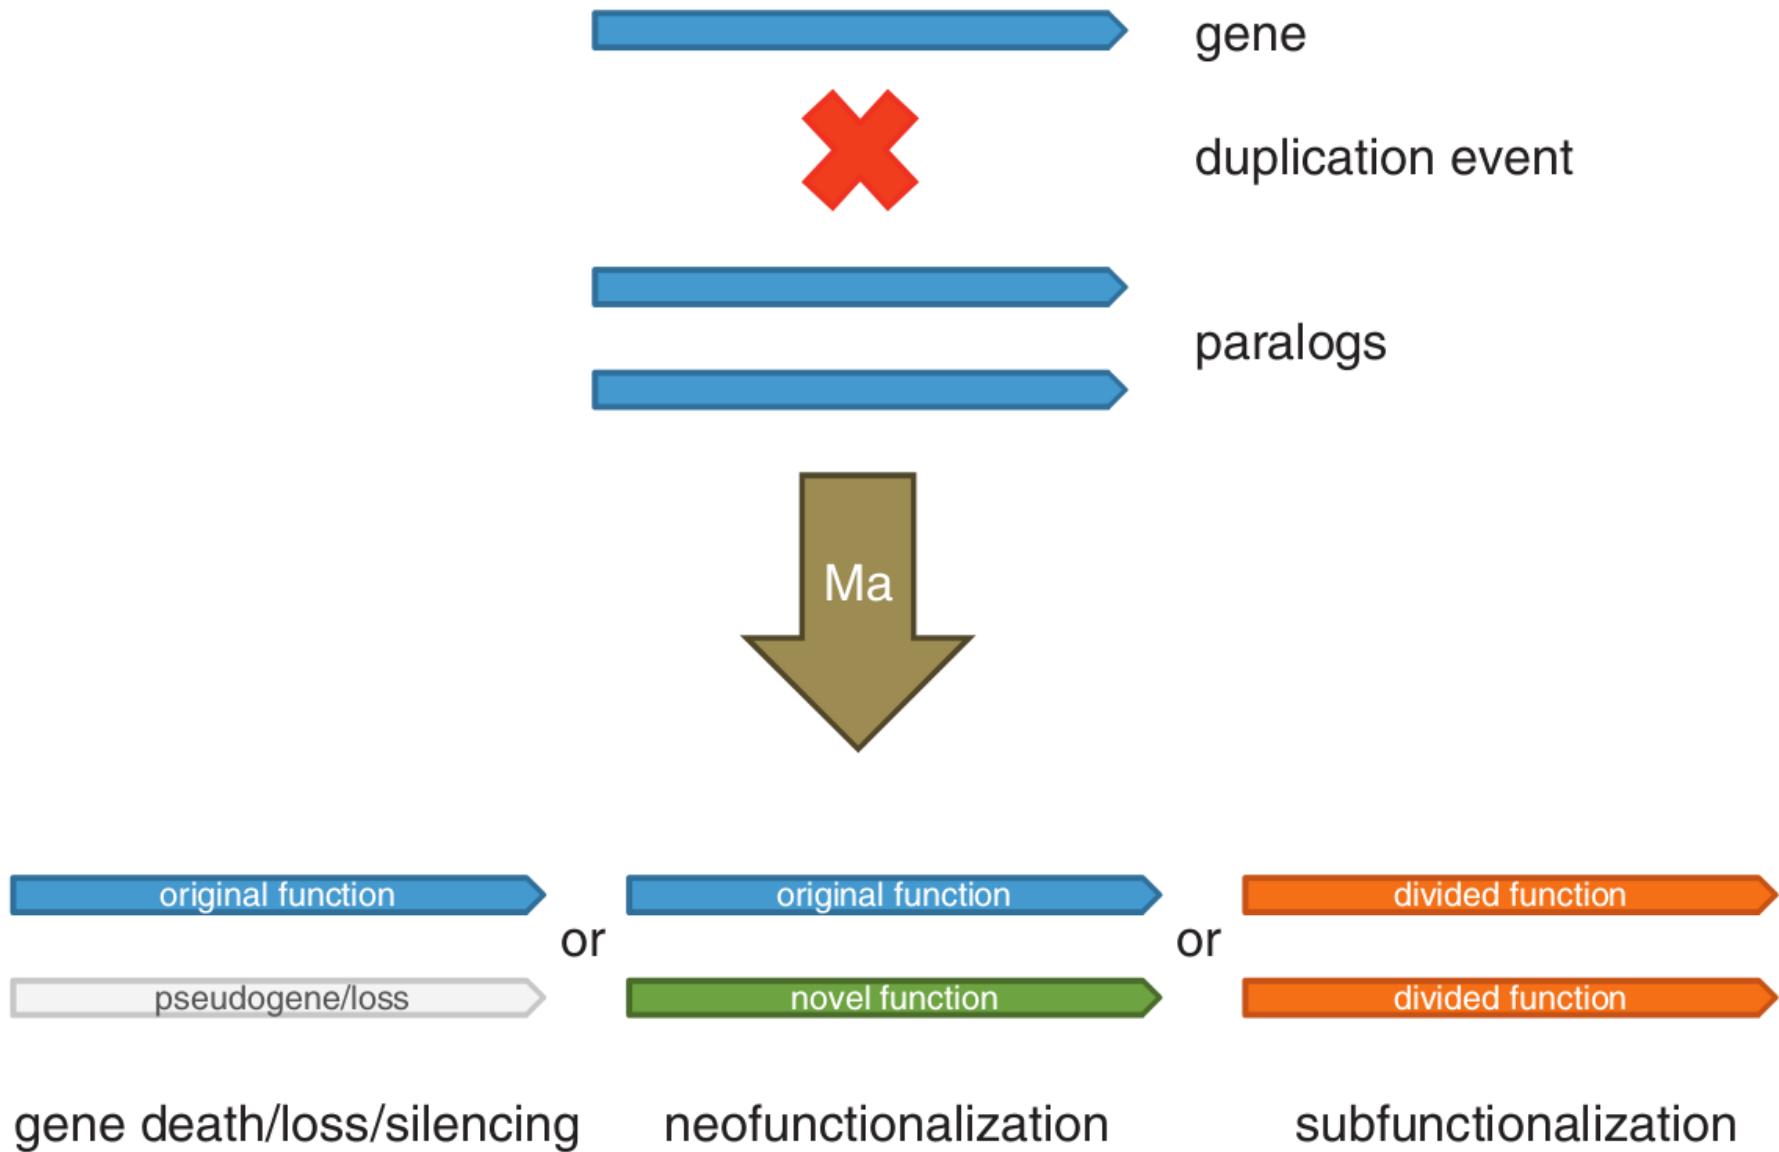 gene
duplication event
paralogs
Ma
original function
pseudogene/loss
or
original function
novel function
or
divided function
divided function
gene death/loss/silencing
neofunctionalization
subfunctionalization